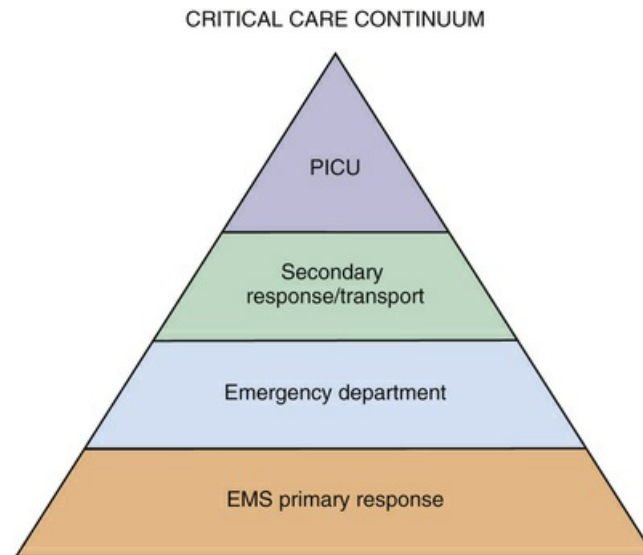 CRITICAL CARE CONTINUUM
PICU
Secondary
response/transport
Emergency department
EMS primary response